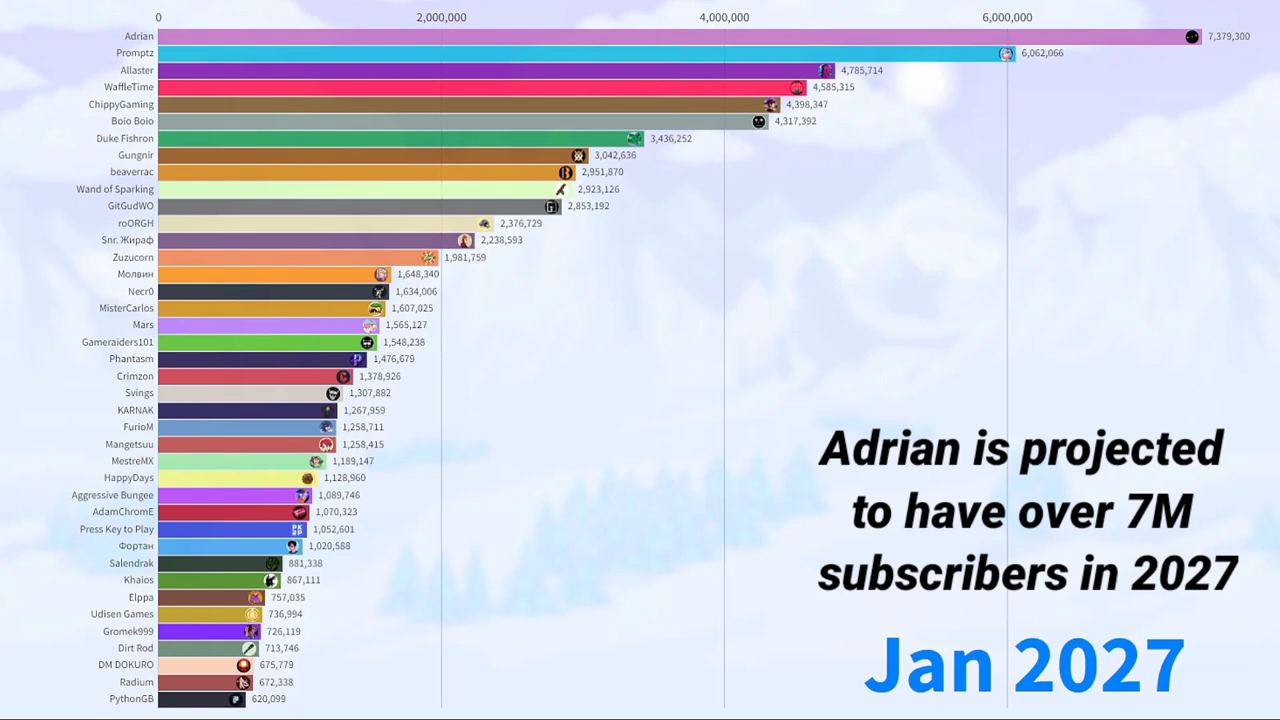 0 2,000,000 4,000,000 6,000,000
Adrian 7,379,300
Promptz 6,062,066
Allaster 4,785,714
WaffleTime 4,585,315
ChippyGaming 4,398,347
Boio Boio 4,317,392
Duke Fishron 3,436,252
Gungnir 3,042,636
beaverrac 2,951,870
Wand of Sparking 2,923,126
GitGudWO 2,853,192
roORGH 2,376,729
Snr. Жираф 2,238,593
Zuzucorn 1,981,759
Молвин 1,648,340
Necr0 1,634,006
MisterCarlos 1,607,025
Mars 1,565,127
Gameraiders101 1,548,238
Phantasm 1,476,679
Crimzon 1,378,926
Svings 1,307,882
KARNAK 1,267,959
FurioM 1,258,711
Mangetsuu 1,258,415
MestreMX 1,189,147
HappyDays 1,128,960
Aggressive Bungee 1,089,746
AdamChromE 1,070,323
Press Key to Play 1,052,601
Фортан 1,020,588
Salendrak 881,338
Khaios 867,111
Elppa 757,035
Udisen Games 736,994
Gromek999 726,119
Dirt Rod 713,746
DM DOKURO 675,779
Radium 672,338
PythonGB 620,099
Adrian is projected
to have over 7M
subscribers in 2027
Jan 2027